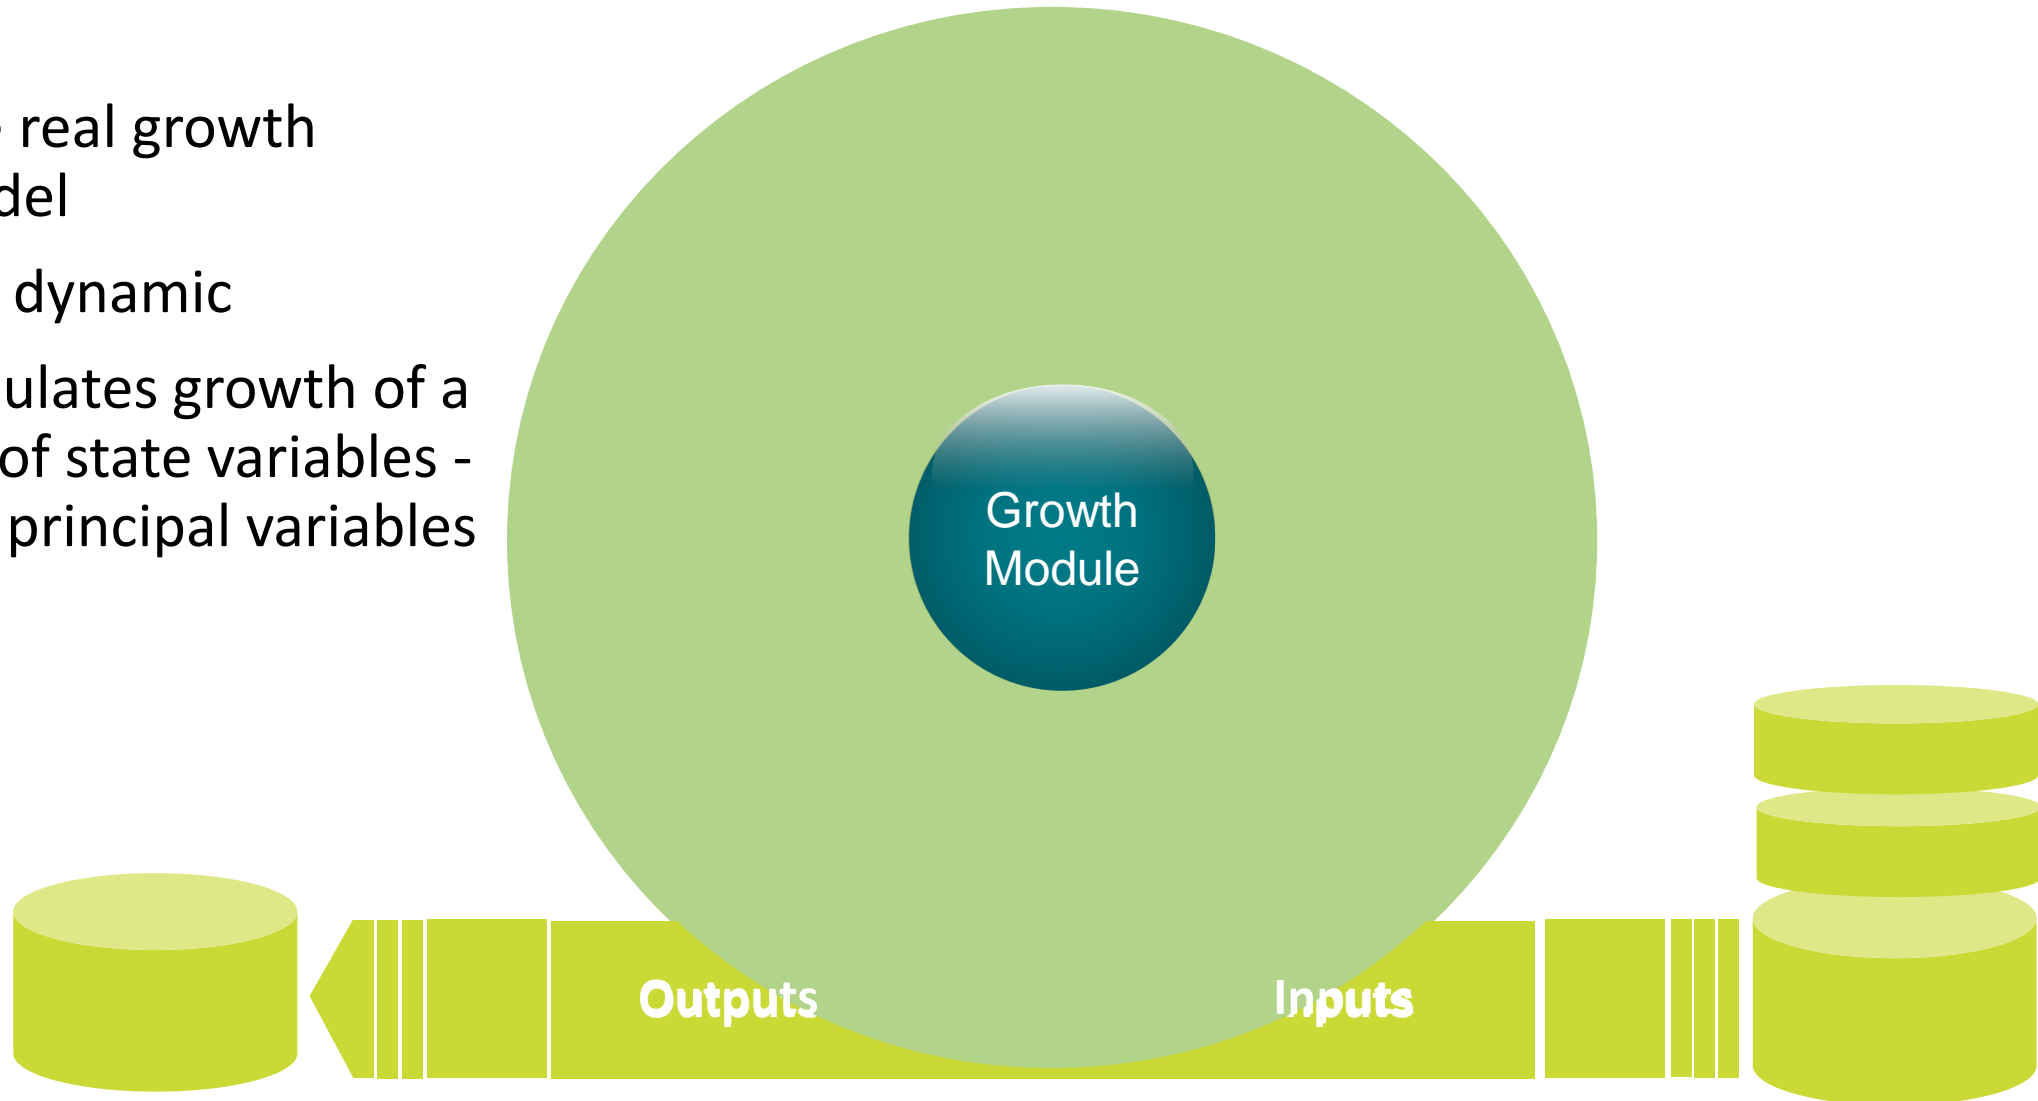 real growth
del
dynamic
ulates growth of a
of state variables -
principal variables
Growth
Module
Outputs
Inputs